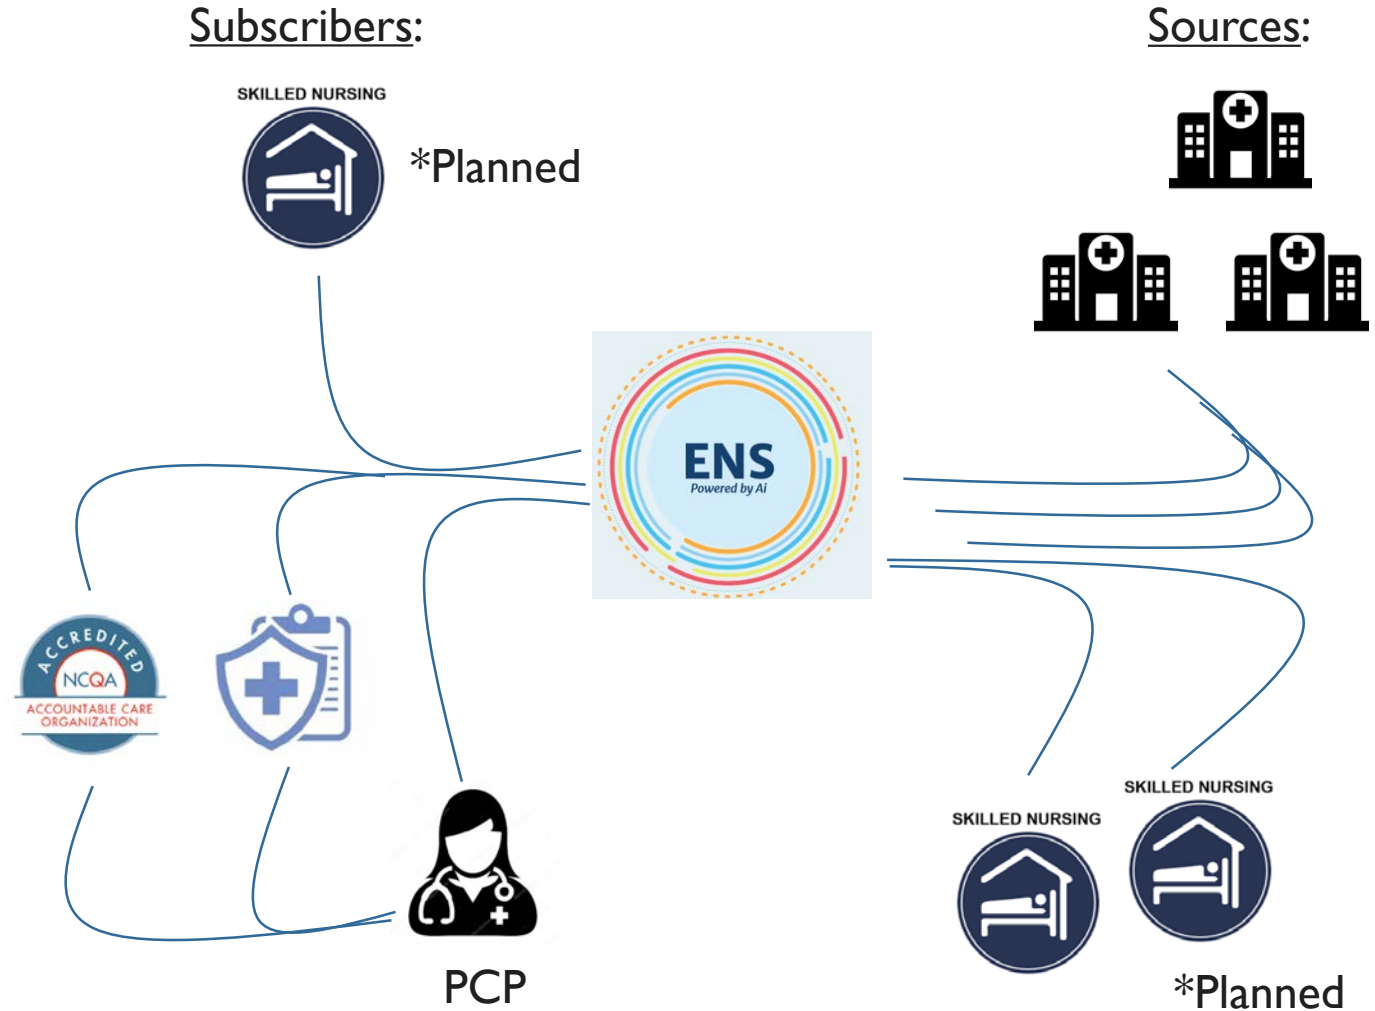 Subscribers:
Sources:
SKILLED NURSING
*Planned
ENS
Powered by Ai
ACCREDITED
NCQA
ACCOUNTABLE CARE
ORGANIZATION
PCP
SKILLED NURSING
SKILLED NURSING
*Planned